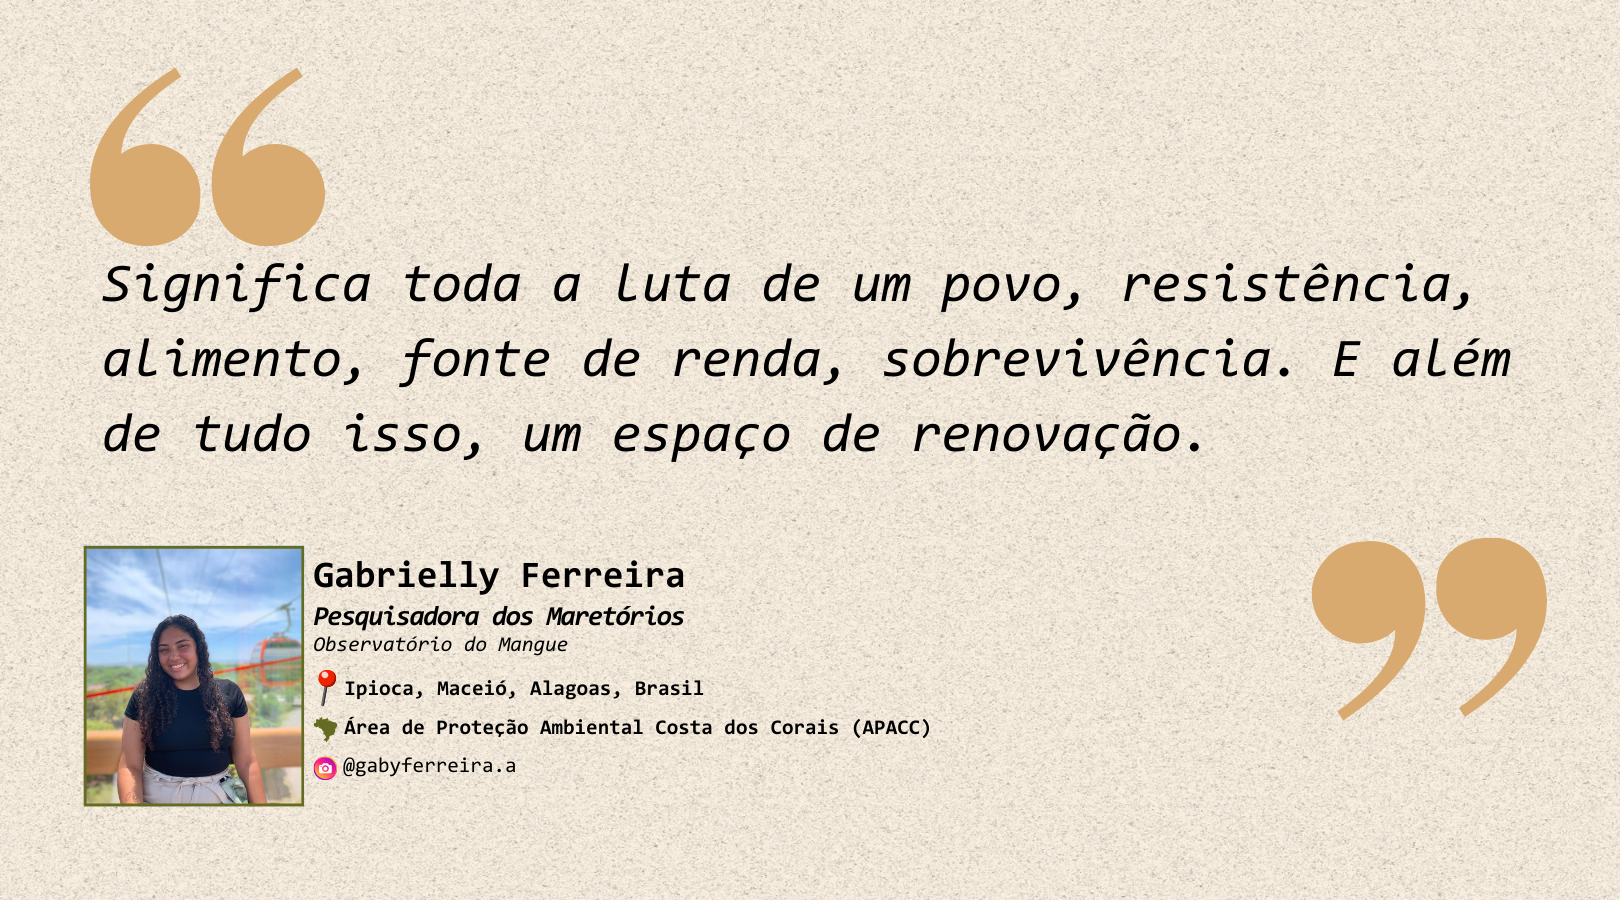 Significa toda a luta de um povo, resistência,
alimento, fonte de renda, sobrevivência. E além
de tudo isso, um espaço de renovação.
Gabrielly Ferreira
Pesquisadora dos Maretórios
Observatório do Mangue
Ipioca, Maceió, Alagoas, Brasil
Área de Proteção Ambiental Costa dos Corais (APACC)
@gabyferreira.a